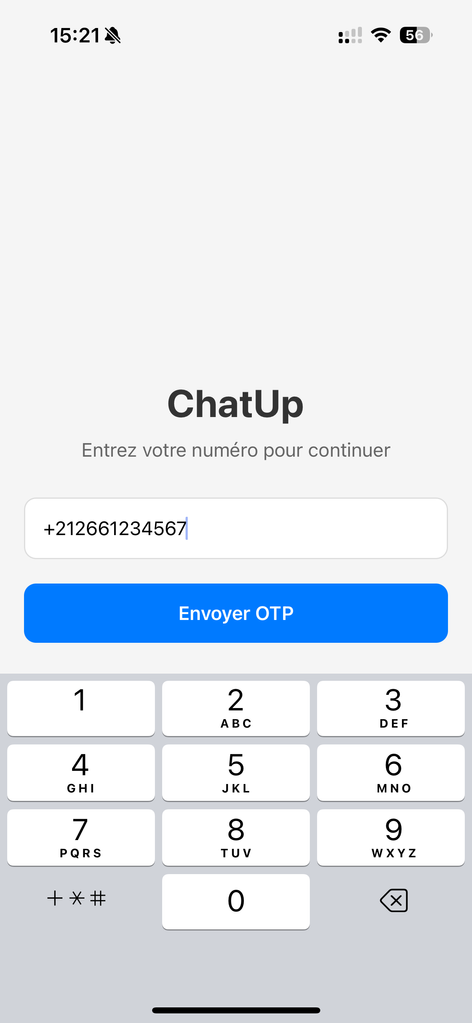 15:21
56
ChatUp
Entrez votre numéro pour continuer
+212661234567
Envoyer OTP
1 2 3
ABC DEF
4 5 6
GHI JKL MNO
7 8 9
PQRS TUV WXYZ
+*# 0